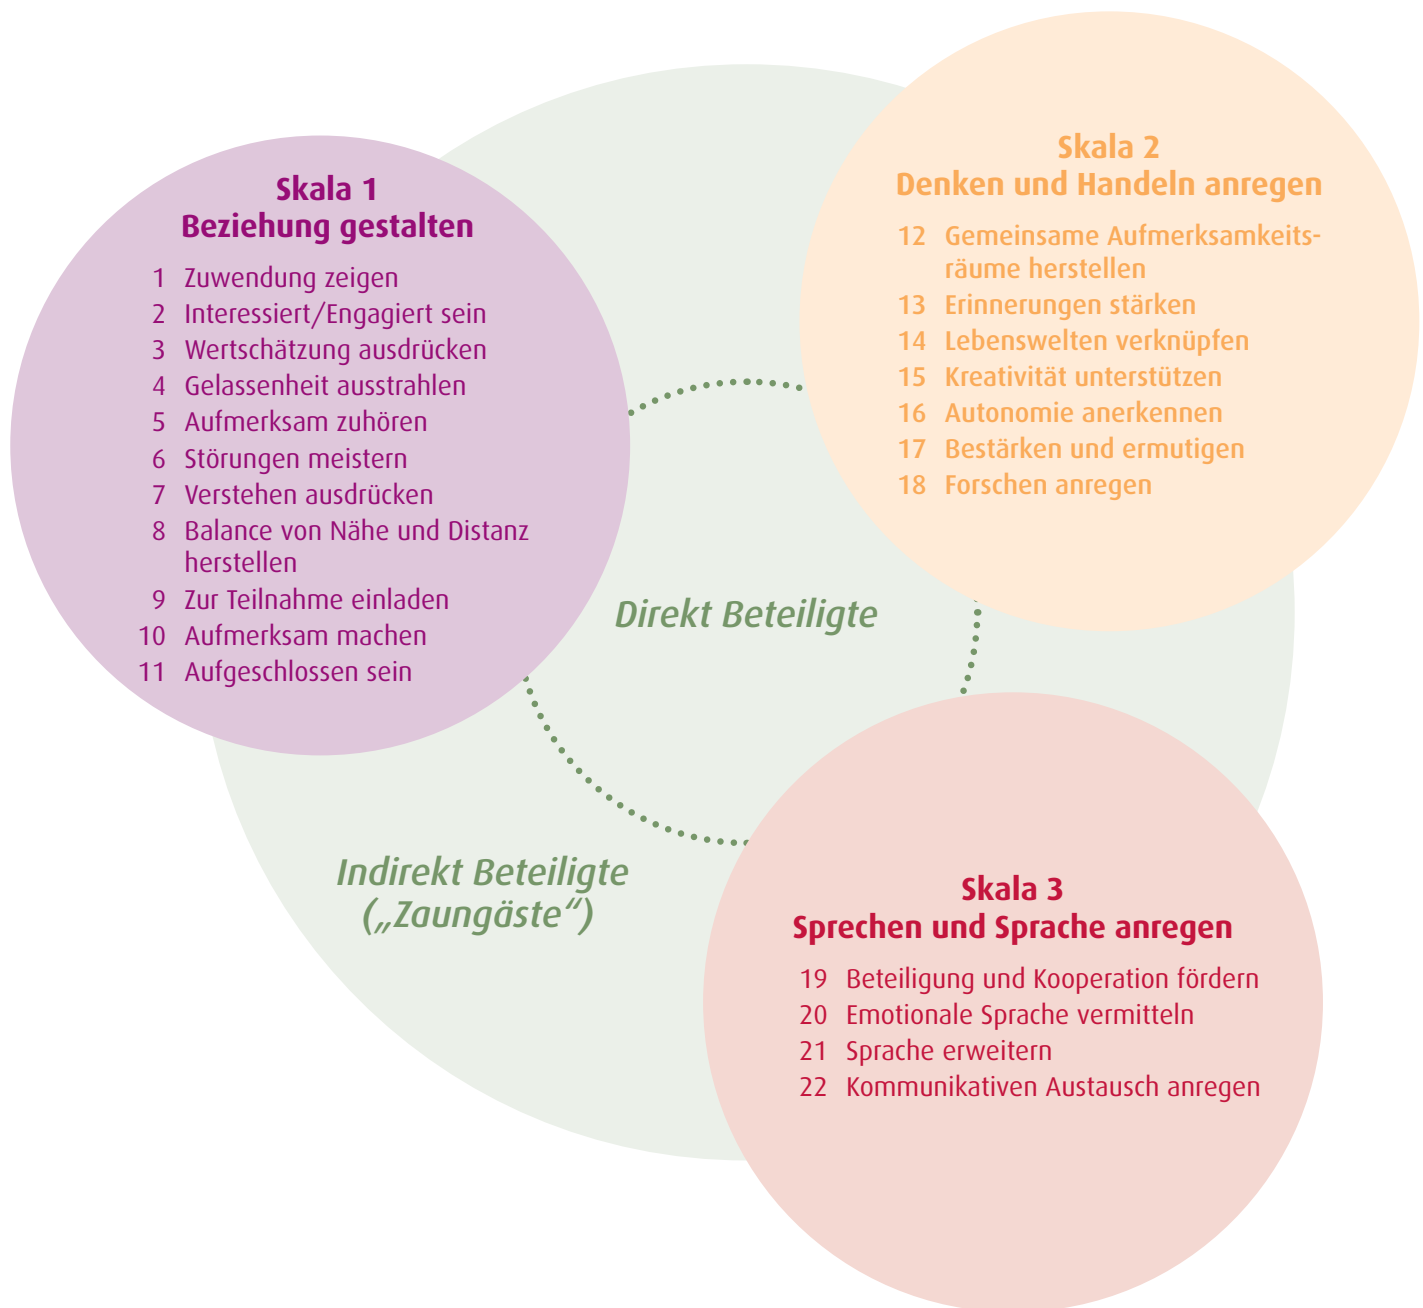 Skala 1
Beziehung gestalten
1 Zuwendung zeigen
2 Interessiert/Engagiert sein
3 Wertschätzung ausdrücken
4 Gelassenheit ausstrahlen
5 Aufmerksam zuhören
6 Störungen meistern
7 Verstehen ausdrücken
8 Balance von Nähe und Distanz
herstellen
9 Zur Teilnahme einladen
10 Aufmerksam machen
11 Aufgeschlossen sein
Skala 2
Denken und Handeln anregen
12 Gemeinsame Aufmerksamkeits-
räume herstellen
13 Erinnerungen stärken
14 Lebenswelten verknüpfen
15 Kreativität unterstützen
16 Autonomie anerkennen
17 Bestärken und ermutigen
18 Forschen anregen
Direkt Beteiligte
Indirekt Beteiligte
(„Zaungäste“)
Skala 3
Sprechen und Sprache anregen
19 Beteiligung und Kooperation fördern
20 Emotionale Sprache vermitteln
21 Sprache erweitern
22 Kommunikativen Austausch anregen